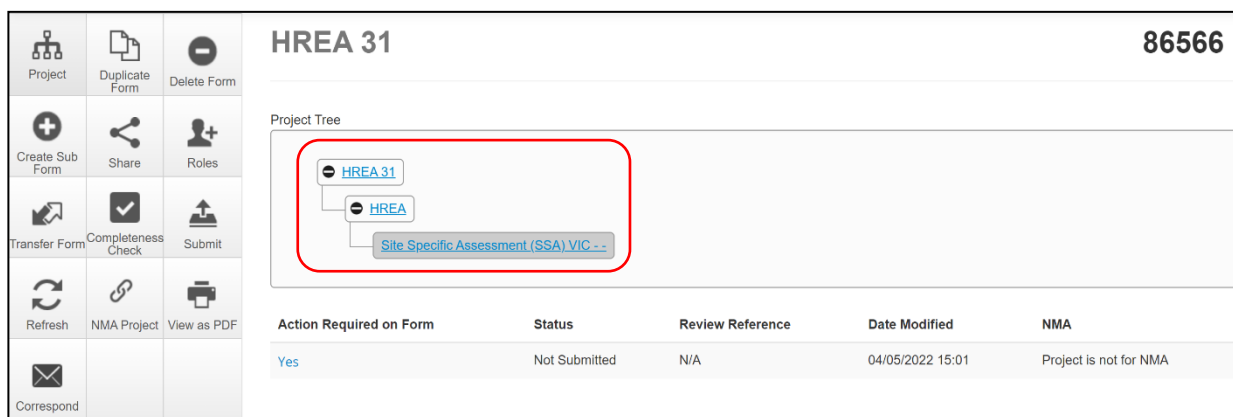 HREA 31
86566
Project
Duplicate
Form
Delete Form
Create Sub
Form
Share
Roles
Transfer Form
Completeness
Check
Submit
Refresh
NMA Project
View as PDF
Correspond
Project Tree
HREA 31
HREA
Site Specific Assessment (SSA) VIC - -
Action Required on Form Status Review Reference Date Modified NMA
Yes Not Submitted N/A 04/05/2022 15:01 Project is not for NMA